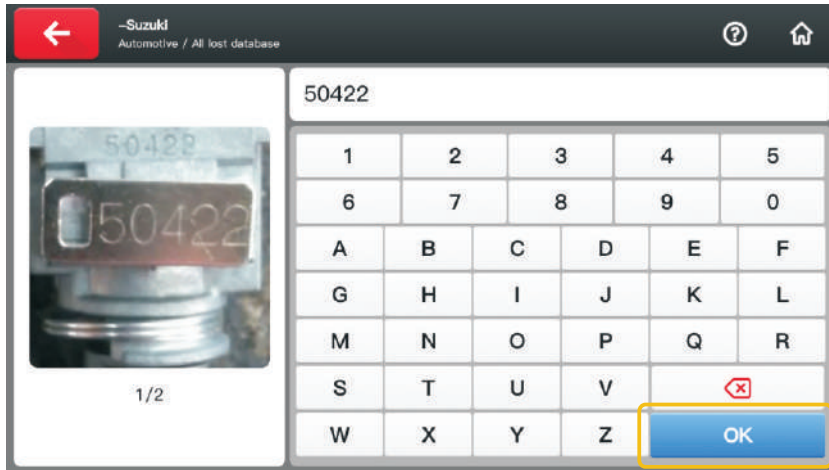 –Suzuki
Automotive / All lost database
50422
50422
50422
1/2
1 2 3 4 5
6 7 8 9 0
A B C D E F
G H I J K L
M N O P Q R
S T U V
W X Y Z OK